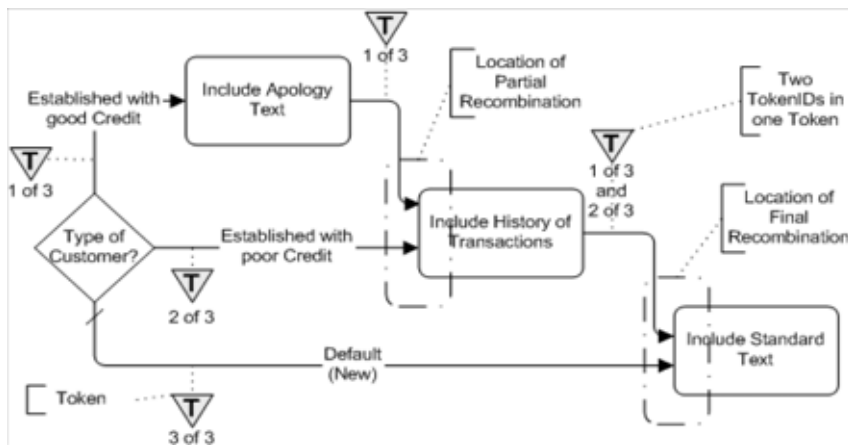 T
1 of 3
Established with
good Credit
Include Apology
Text
T
1 of 3
Location of
Partial
Recombination
Two
TokenIDs in
one Token
T
1 of 3
and
2 of 3
Type of
Customer?
Established with
poor Credit
T
2 of 3
Include History of
Transactions
Location of
Final
Recombination
Default
(New)
Include Standard
Text
Token
T
3 of 3